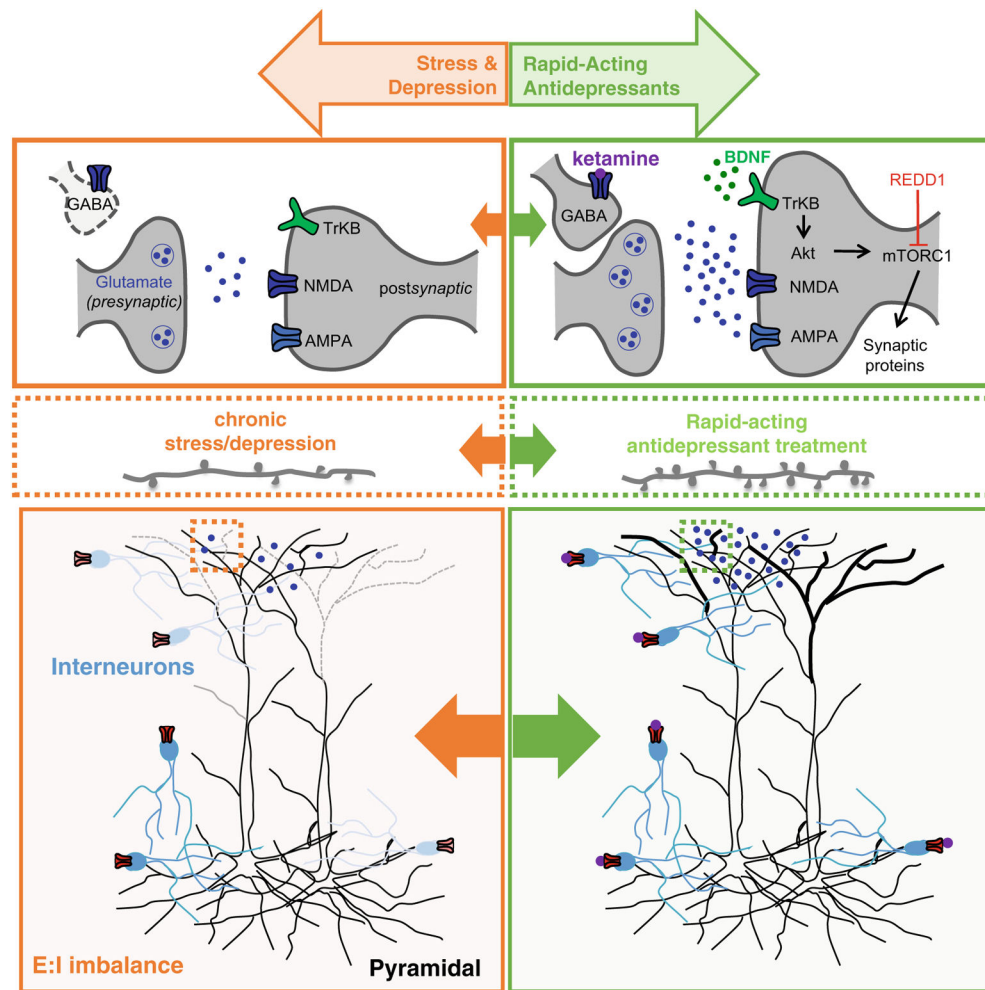 Stress &
Depression
Rapid-Acting
Antidepressants
GABA
Glutamate
(presynaptic)
TrKB
NMDA
AMPA
postsynaptic
ketamine
GABA
BDNF
TrKB
Akt
REDD1
mTORC1
NMDA
AMPA
Synaptic
proteins
chronic
stress/depression
Rapid-acting
antidepressant treatment
Interneurons
E:I imbalance
Pyramidal